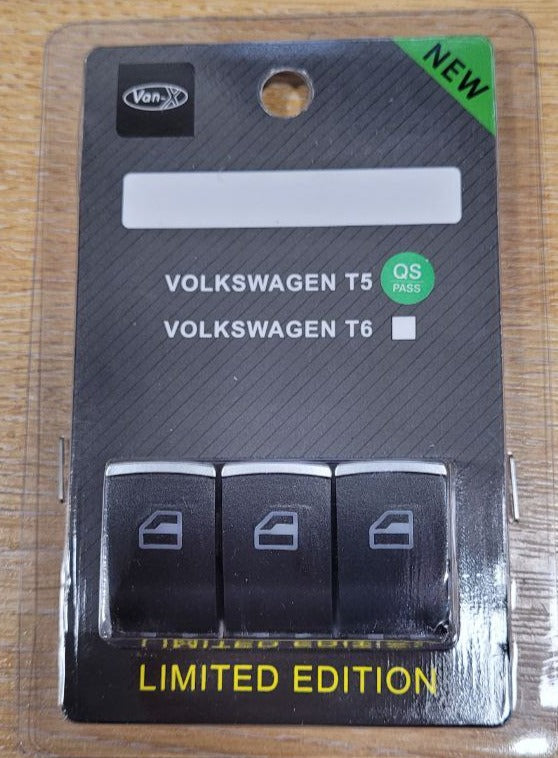 Van-X
NEW
VOLKSWAGEN T5
QS
PASS
VOLKSWAGEN T6
LIMITED EDITION